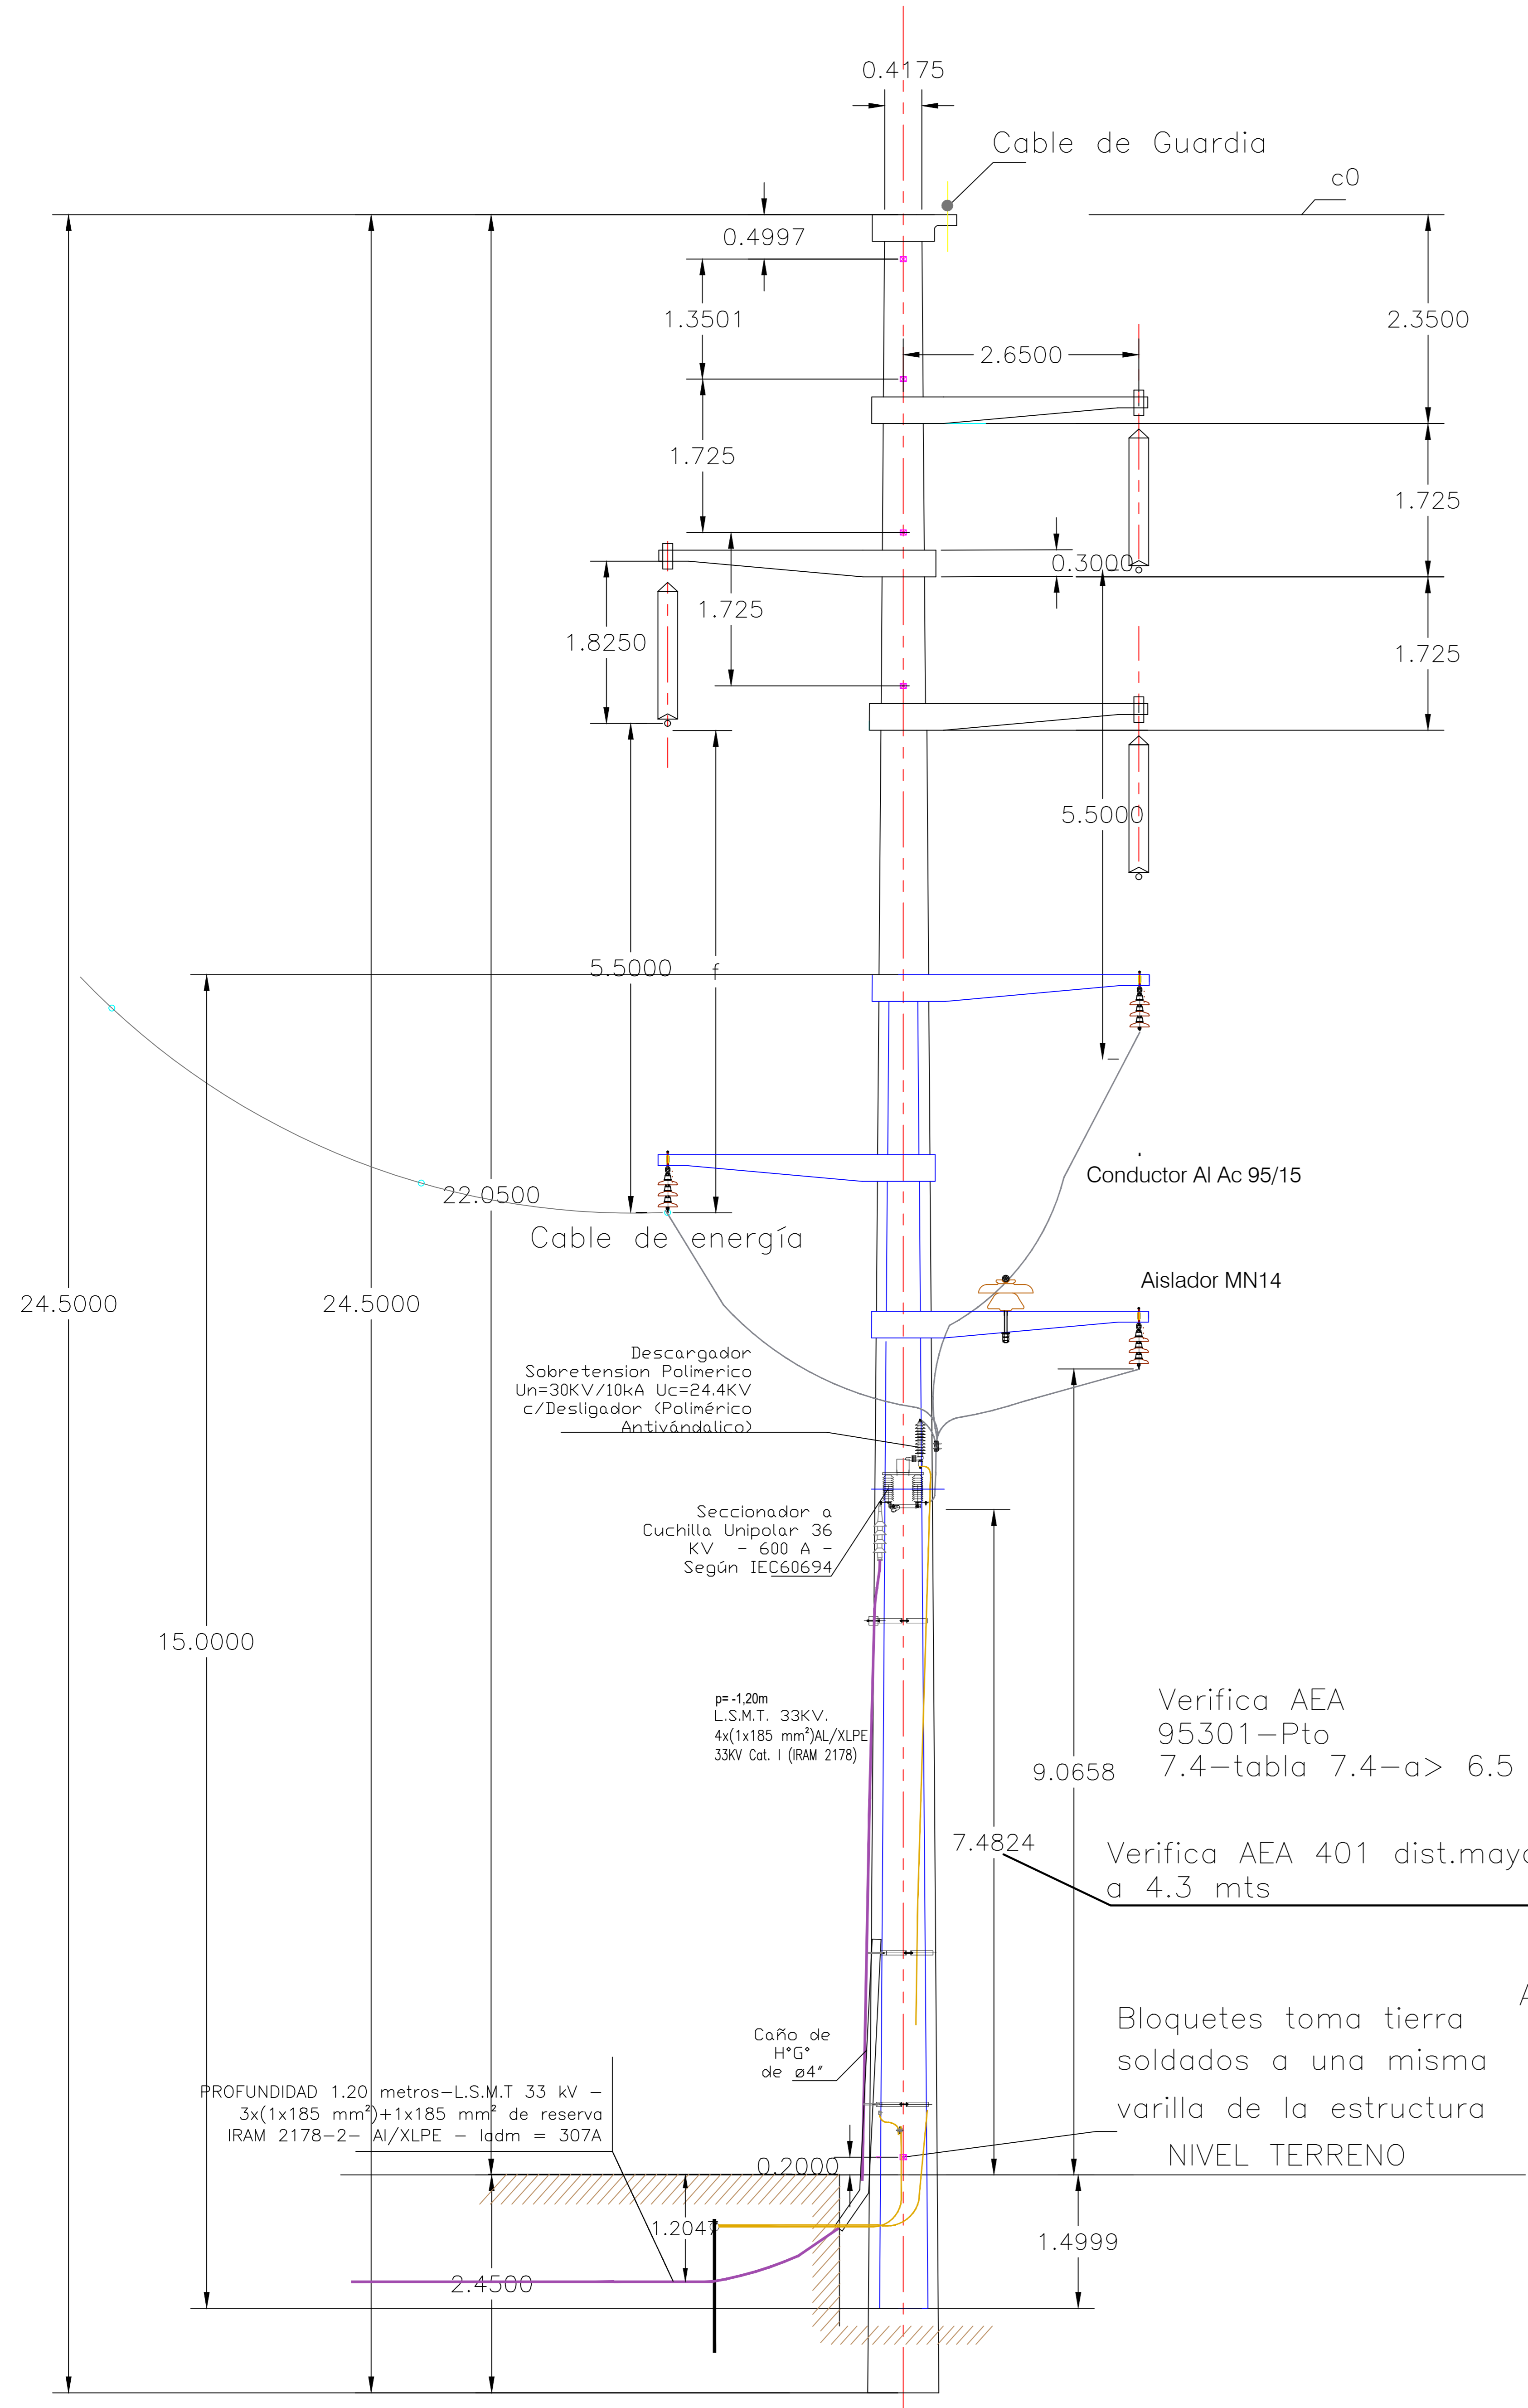 0.4175
Cable de Guardia
c0
0.4997
1.3501
2.3500
2.6500
1.725
1.725
0.3000
1.725
1.8250
1.725
5.5000
5.5000
f
Conductor Al Ac 95/15
22.0500
Cable de energía
Aislador MN14
24.5000
24.5000
Descargador
Sobretension Polimerico
Un=30KV/10kA Uc=24.4KV
c/Desligador (Polimérico
Antivándalico)
Seccionador a
Cuchilla Unipolar 36
KV - 600 A -
Según IEC60694
15.0000
p= -1,20m
L.S.M.T. 33KV.
4x(1x185 mm²)AL/XLPE
33KV Cat. I (IRAM 2178)
Verifica AEA
95301-Pto
7.4-tabla 7.4-a> 6.5
9.0658
7.4824
Verifica AEA 401 dist.mayo
a 4.3 mts
A
Bloquetes toma tierra
soldados a una misma
varilla de la estructura
NIVEL TERRENO
Caño de
H°G°
de ø4"
PROFUNDIDAD 1.20 metros-L.S.M.T 33 kV -
3x(1x185 mm²)+1x185 mm² de reserva
IRAM 2178-2- Al/XLPE - Iadm = 307A
0.2000
1.2047
1.4999
2.4500